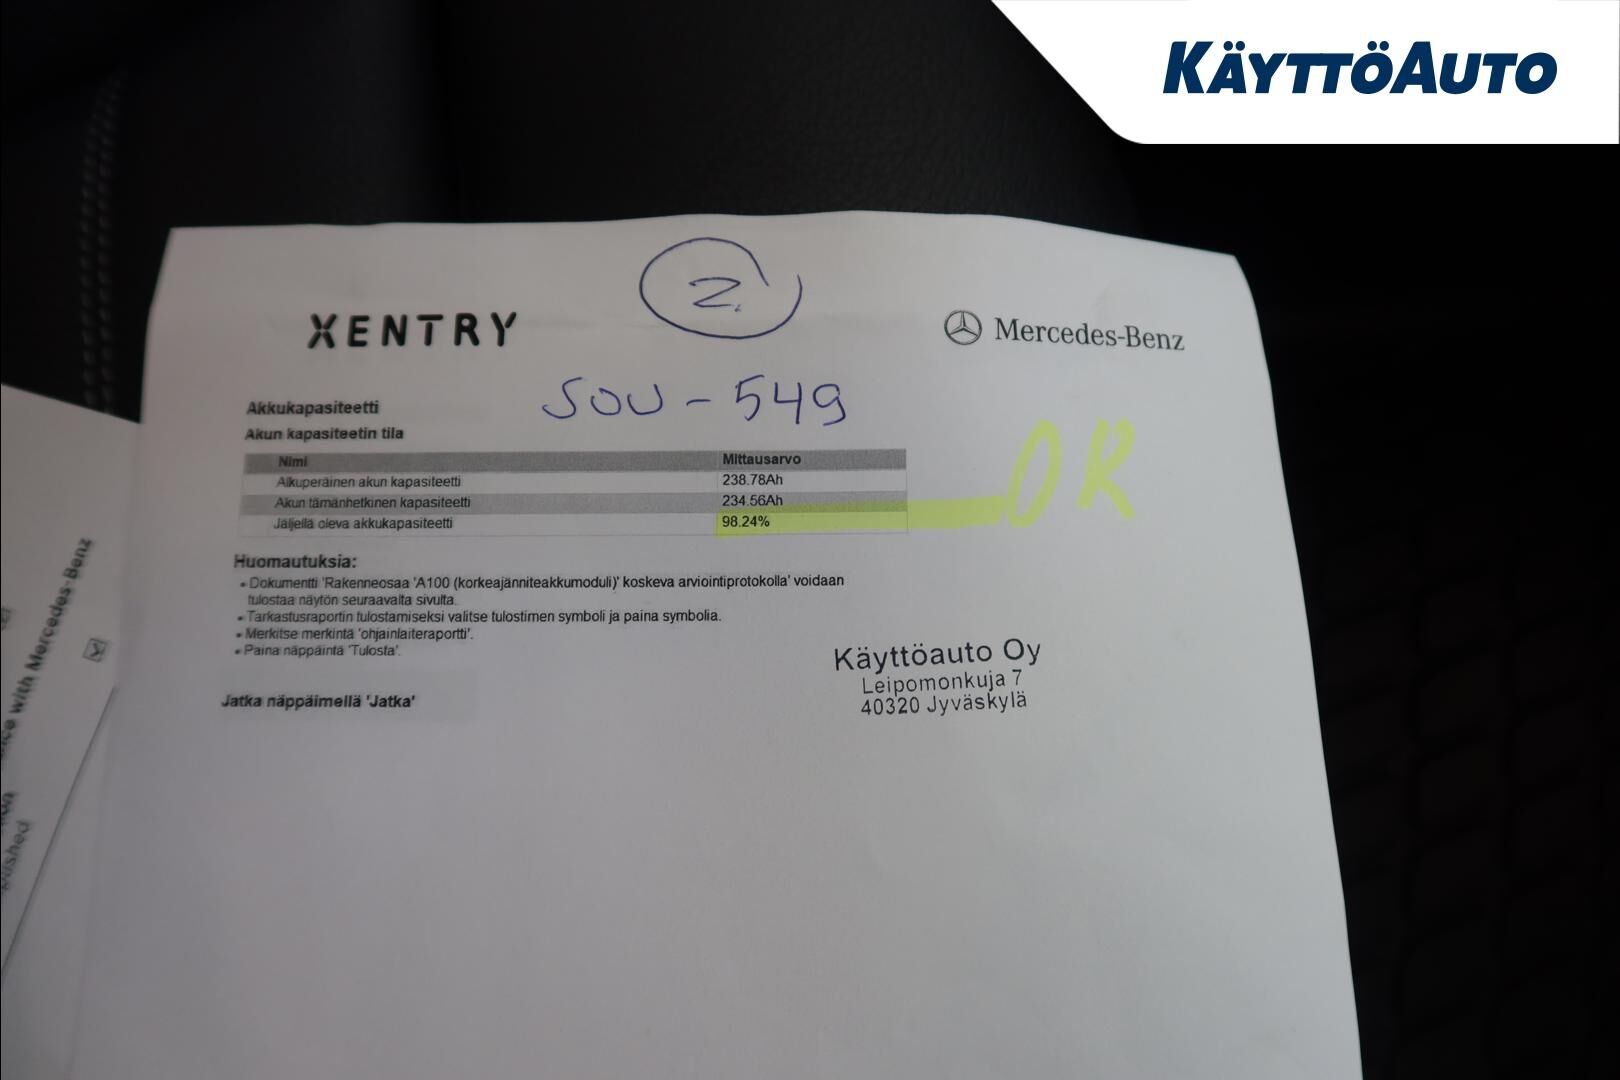 KÄYTTÖAUTO
2.
XENTRY
Mercedes-Benz
SOU-549
Akkukapasiteetti
Akun kapasiteetin tila
Nimi Mittausarvo
Alkuperäinen akun kapasiteetti 238.78Ah
Akun tämänhetkinen kapasiteetti 234.56Ah
Jäljellä oleva akkukapasiteetti 98.24%
OK
Huomautuksia:
• Dokumentti 'Rakenneosaa 'A100 (korkeajänniteakkumoduli)' koskeva arviointiprotokolla' voidaan
tulostaa näytön seuraavalta sivulta.
• Tarkastusraportin tulostamiseksi valitse tulostimen symboli ja paina symbolia.
• Merkitse merkintä 'ohjainlaiteraportti'.
• Paina näppäintä 'Tulosta'.
Jatka näppäimellä 'Jatka'
Käyttöauto Oy
Leipomonkuja 7
40320 Jyväskylä
with Mercedes-Benz